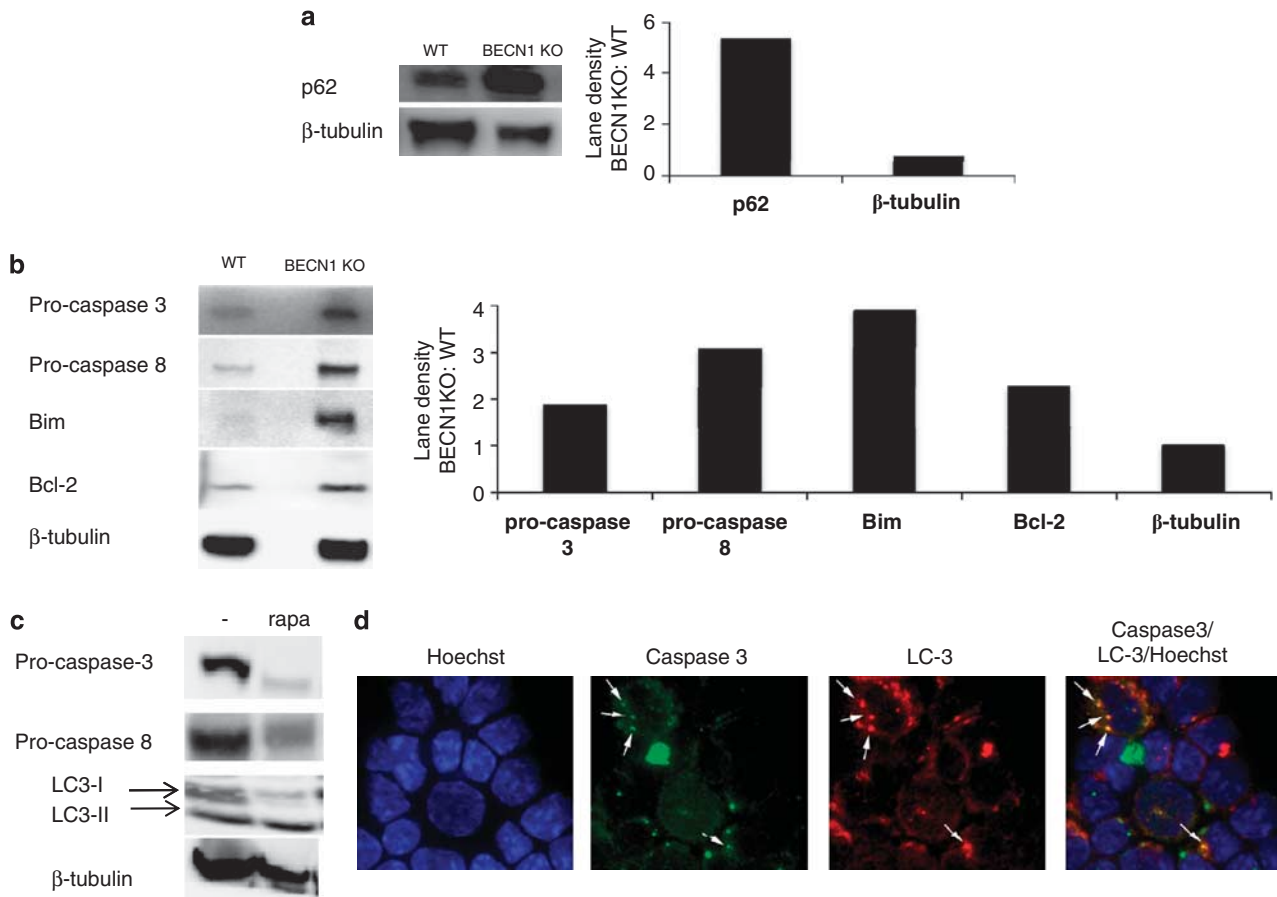 a
WT BECN1 KO
p62
β-tubulin
Lane density
BECN1KO: WT
6
4
2
0
p62 β-tubulin
b
WT BECN1 KO
Pro-caspase 3
Pro-caspase 8
Bim
Bcl-2
β-tubulin
Lane density
BECN1KO: WT
4
3
2
1
0
pro-caspase 3
pro-caspase 8
Bim
Bcl-2
β-tubulin
c
- rapa
Pro-caspase-3
Pro-caspase 8
LC3-I
LC3-II
β-tubulin
d
Hoechst
Caspase 3
LC-3
Caspase3/
LC-3/Hoechst